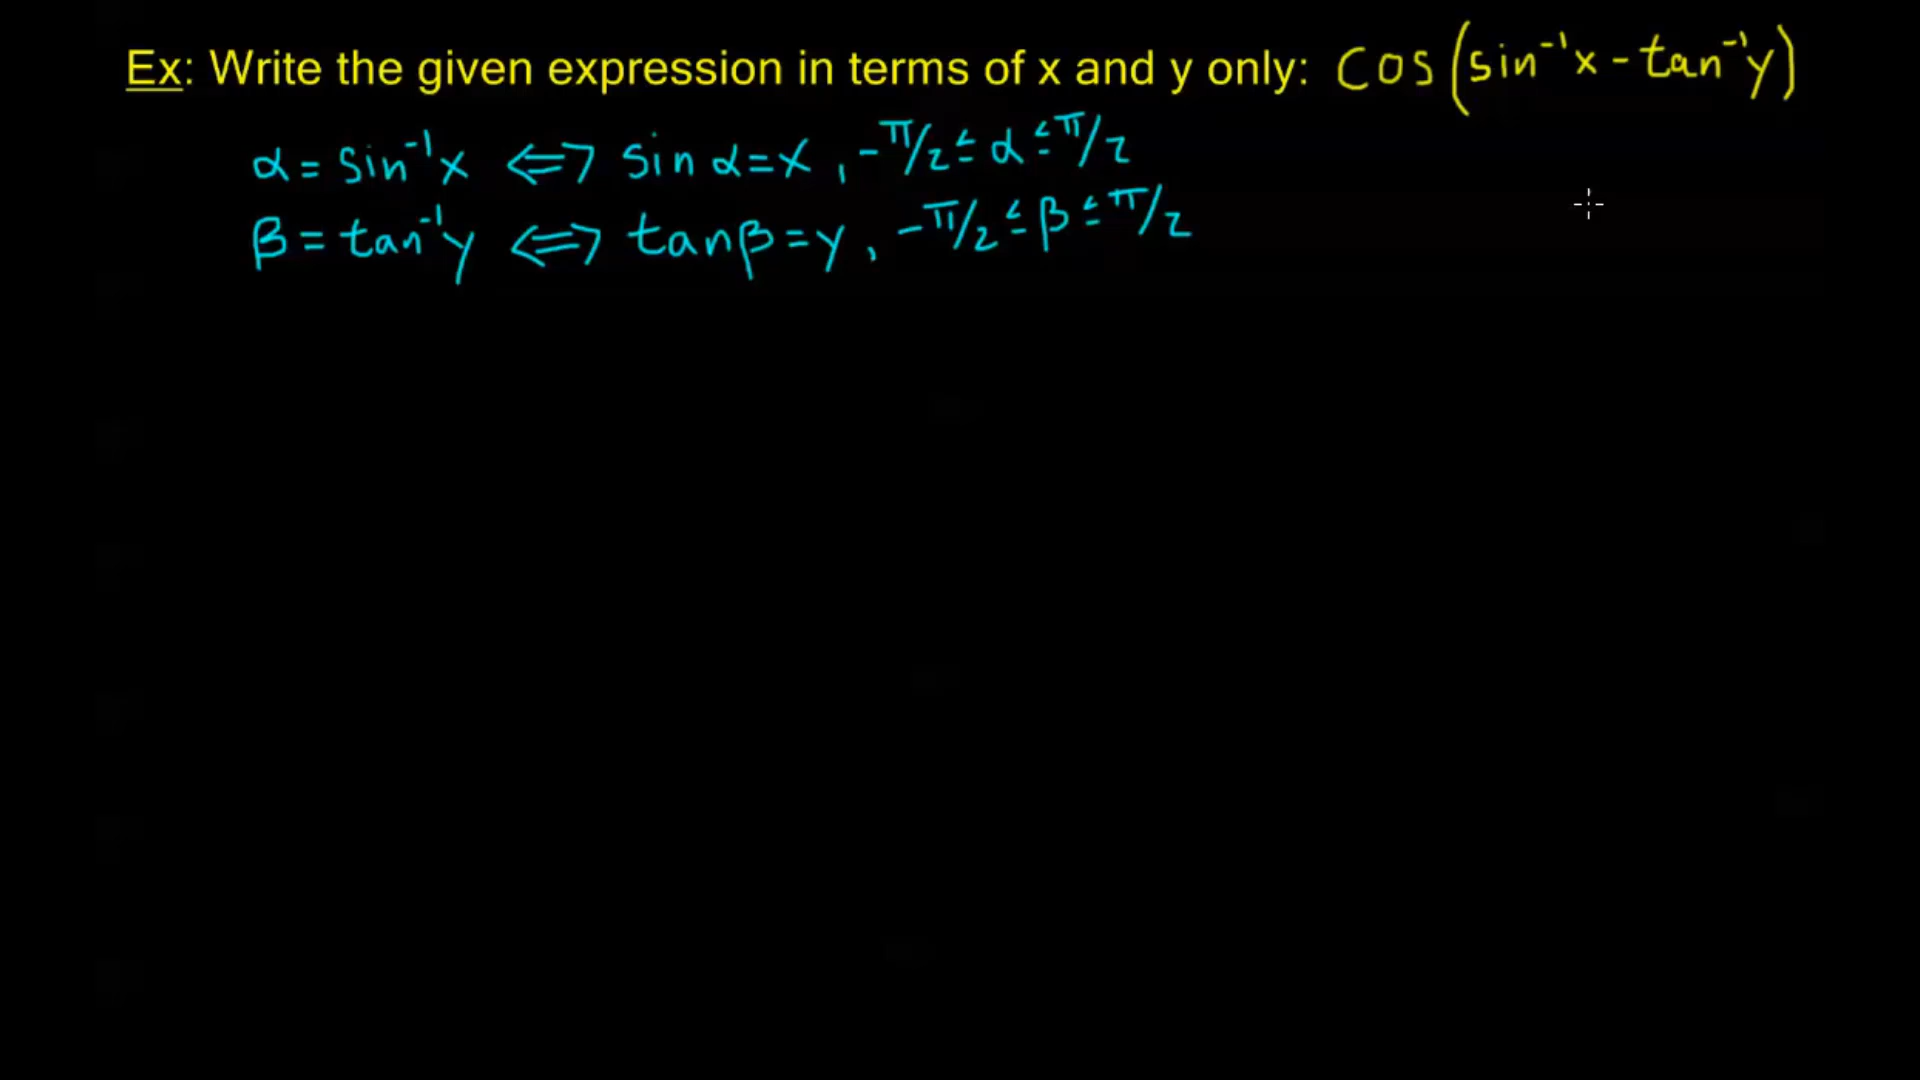 Ex: Write the given expression in terms of x and y only: cos(sin⁻¹x - tan⁻¹y)
α = sin⁻¹x ⟺ sin α = x, -π/2 ≤ α ≤ π/2
β = tan⁻¹y ⟺ tan β = y, -π/2 ≤ β ≤ π/2